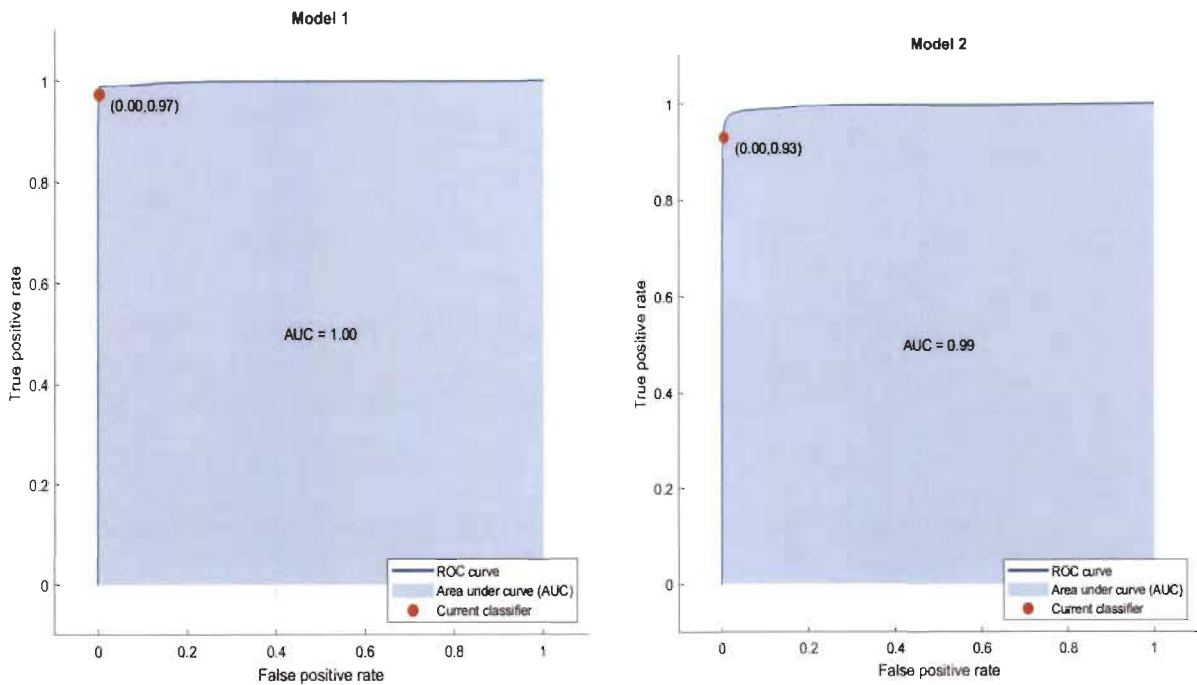 Model 1
1
0.8
0.6
0.4
0.2
0
True positive rate
(0.00,0.97)
AUC = 1.00
ROC curve
Area under curve (AUC)
Current classifier
0
0.2
0.4
0.6
0.8
1
False positive rate
Model 2
1
0.8
0.6
0.4
0.2
0
True positive rate
(0.00,0.93)
AUC = 0.99
ROC curve
Area under curve (AUC)
Current classifier
0
0.2
0.4
0.6
0.8
1
False positive rate